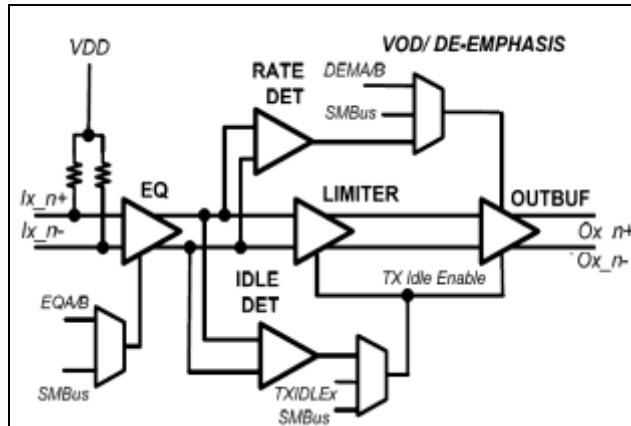 VOD/ DE-EMPHASIS
VDD
RATE
DET
DEMA/B
SMBus
EQ
LIMITER
OUTBUF
Ix_n+
Ix_n-
Ox n+
Ox_n-
TX Idle Enable
IDLE
DET
EQA/B
SMBus
TXIDLEx
SMBus